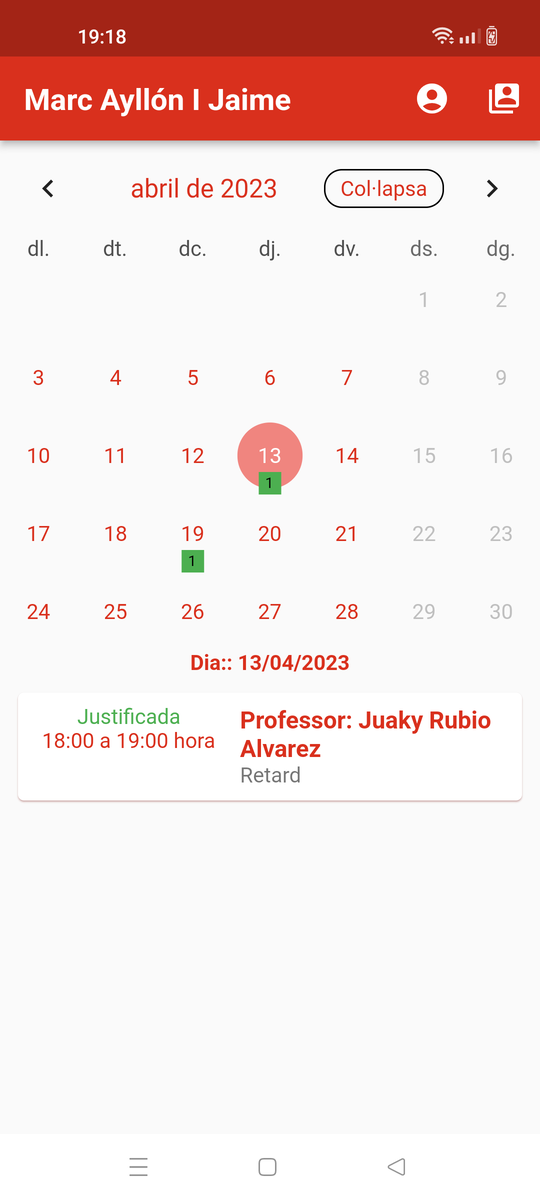 19:18
Marc Ayllón I Jaime
abril de 2023 Col·lapsa
dl. dt. dc. dj. dv. ds. dg.
1 2
3 4 5 6 7 8 9
10 11 12 13 14 15 16
1
17 18 19 20 21 22 23
1
24 25 26 27 28 29 30
Dia:: 13/04/2023
Justificada
18:00 a 19:00 hora
Professor: Juaky Rubio
Alvarez
Retard